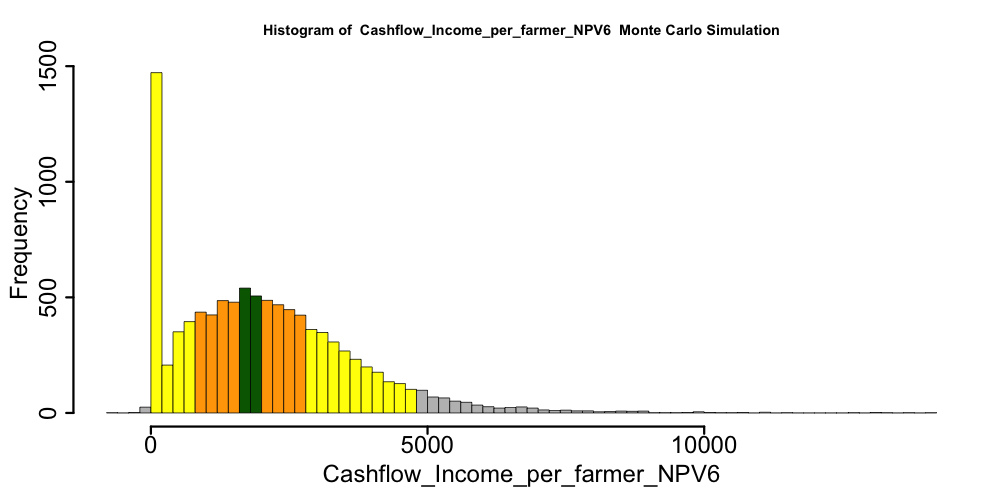 Histogram of  Cashflow_Income_per_farmer_NPV6  Monte Carlo Simulation
1500
1000
500
0
Frequency
0 5000 10000
Cashflow_Income_per_farmer_NPV6